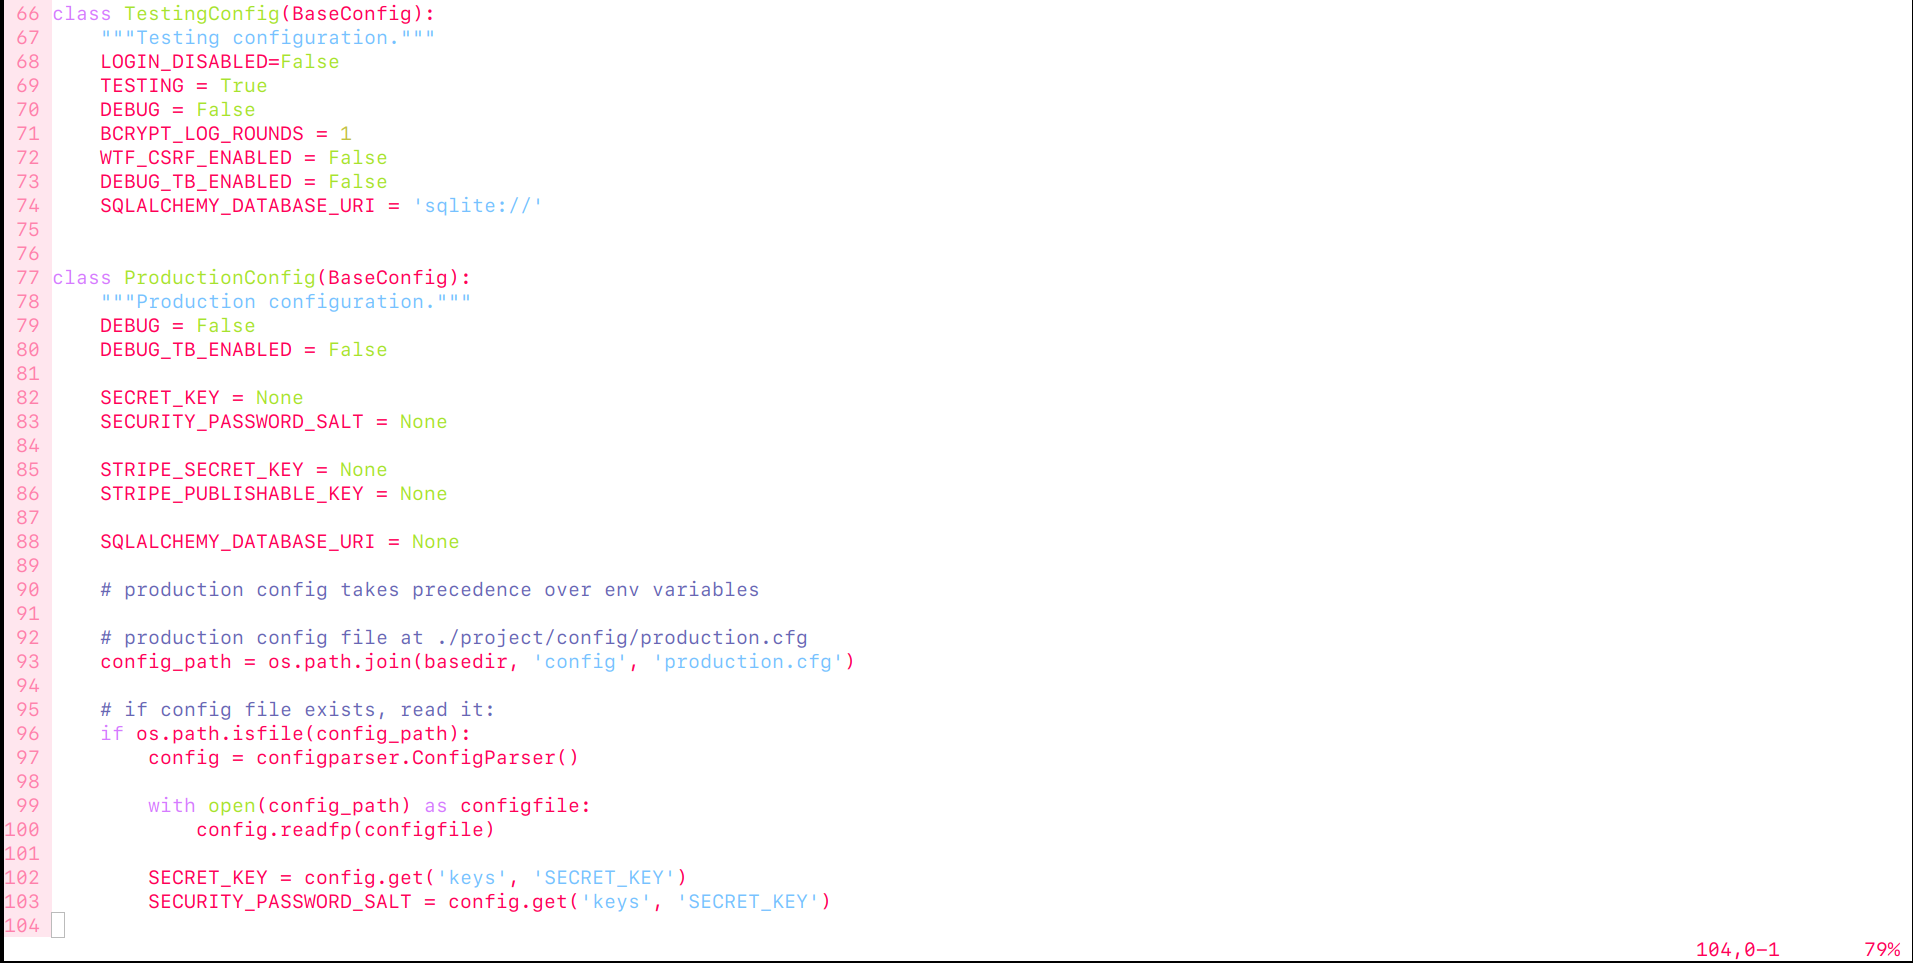 66 class TestingConfig(BaseConfig):
67     """Testing configuration."""
68     LOGIN_DISABLED=False
69     TESTING = True
70     DEBUG = False
71     BCRYPT_LOG_ROUNDS = 1
72     WTF_CSRF_ENABLED = False
73     DEBUG_TB_ENABLED = False
74     SQLALCHEMY_DATABASE_URI = 'sqlite://'
75
76
77 class ProductionConfig(BaseConfig):
78     """Production configuration."""
79     DEBUG = False
80     DEBUG_TB_ENABLED = False
81
82     SECRET_KEY = None
83     SECURITY_PASSWORD_SALT = None
84
85     STRIPE_SECRET_KEY = None
86     STRIPE_PUBLISHABLE_KEY = None
87
88     SQLALCHEMY_DATABASE_URI = None
89
90     # production config takes precedence over env variables
91
92     # production config file at ./project/config/production.cfg
93     config_path = os.path.join(basedir, 'config', 'production.cfg')
94
95     # if config file exists, read it:
96     if os.path.isfile(config_path):
97         config = configparser.ConfigParser()
98
99         with open(config_path) as configfile:
100             config.readfp(configfile)
101
102         SECRET_KEY = config.get('keys', 'SECRET_KEY')
103         SECURITY_PASSWORD_SALT = config.get('keys', 'SECRET_KEY')
104
104,0-1 79%